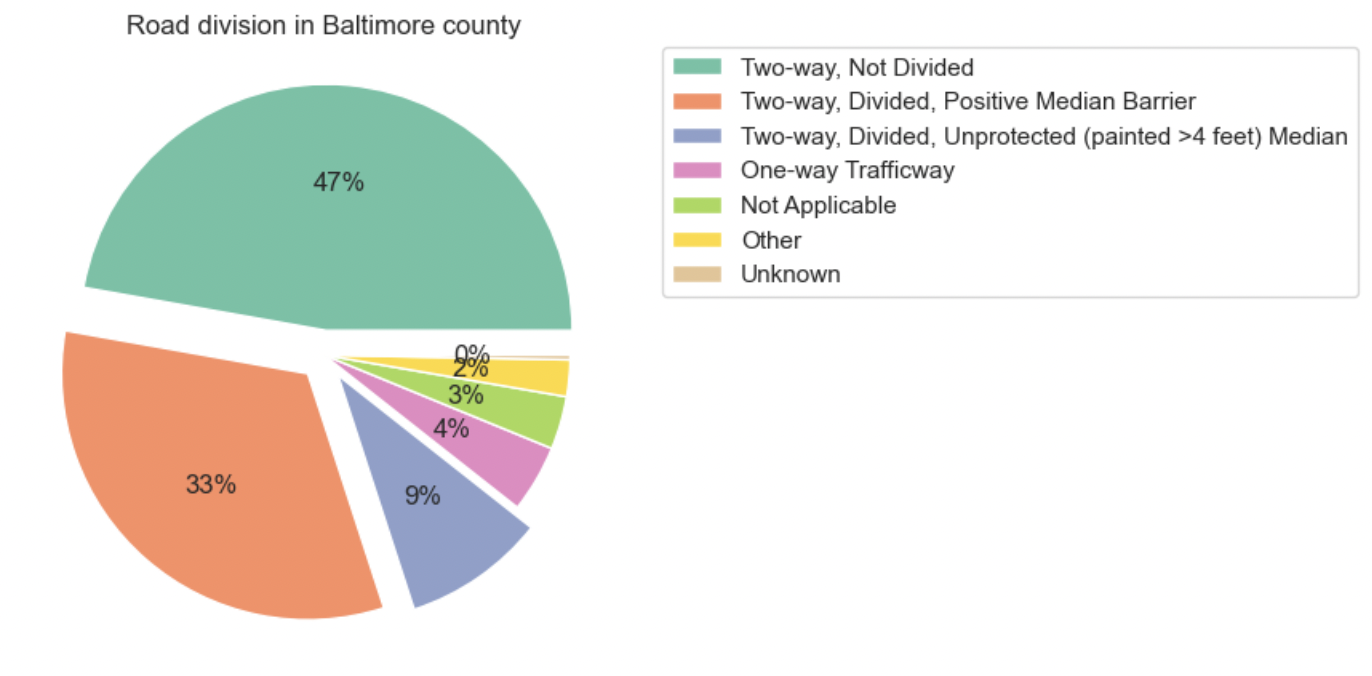 Road division in Baltimore county
Two-way, Not Divided
Two-way, Divided, Positive Median Barrier
Two-way, Divided, Unprotected (painted >4 feet) Median
One-way Trafficway
Not Applicable
Other
Unknown
47%
0%
2%
3%
4%
33%
9%